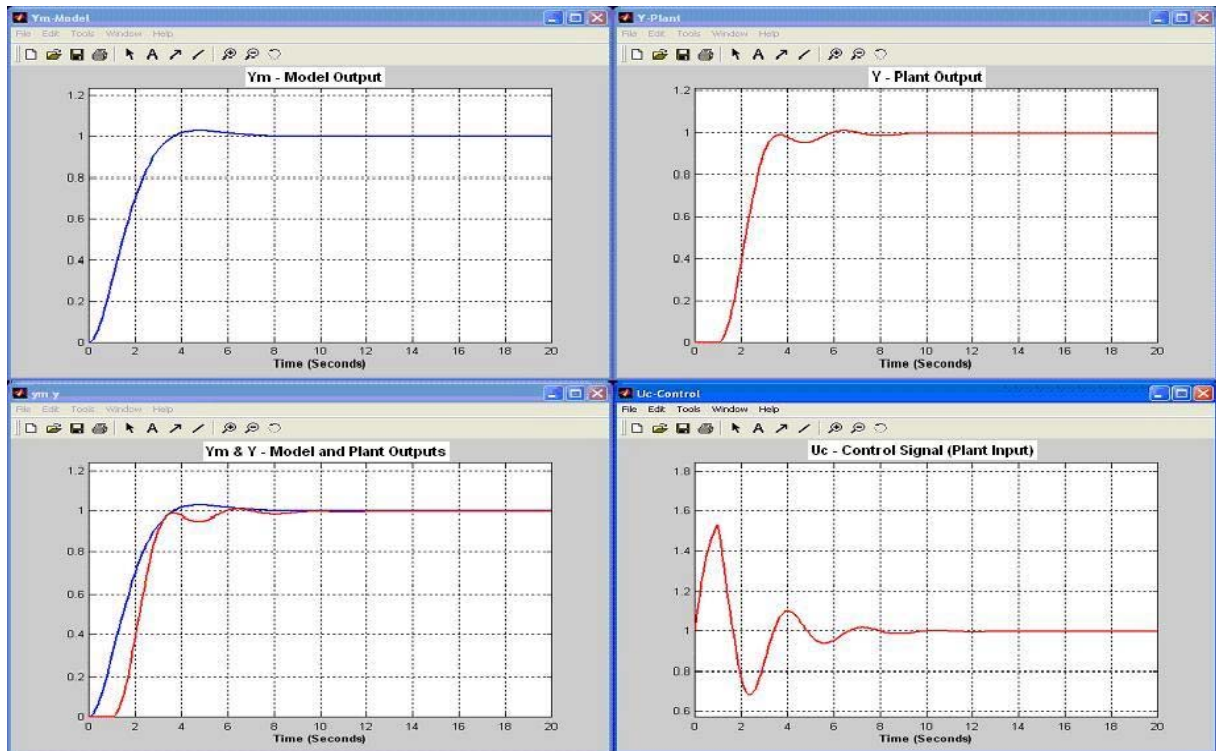 Ym-Model
File Edit Tools Window Help
A
Ym - Model Output
1.2
1
0.8
0.6
0.4
0.2
0
0 2 4 6 8 10 12 14 16 18 20
Time (Seconds)
Y-Plant
File Edit Tools Window Help
A
Y - Plant Output
1.2
1
0.8
0.6
0.4
0.2
0
0 2 4 6 8 10 12 14 16 18 20
Time (Seconds)
ym y
File Edit Tools Window Help
A
Ym & Y - Model and Plant Outputs
1.2
1
0.8
0.6
0.4
0.2
0
0 2 4 6 8 10 12 14 16 18 20
Time (Seconds)
Uc-Control
File Edit Tools Window Help
A
Uc - Control Signal (Plant Input)
1.8
1.6
1.4
1.2
1
0.8
0.6
0 2 4 6 8 10 12 14 16 18 20
Time (Seconds)